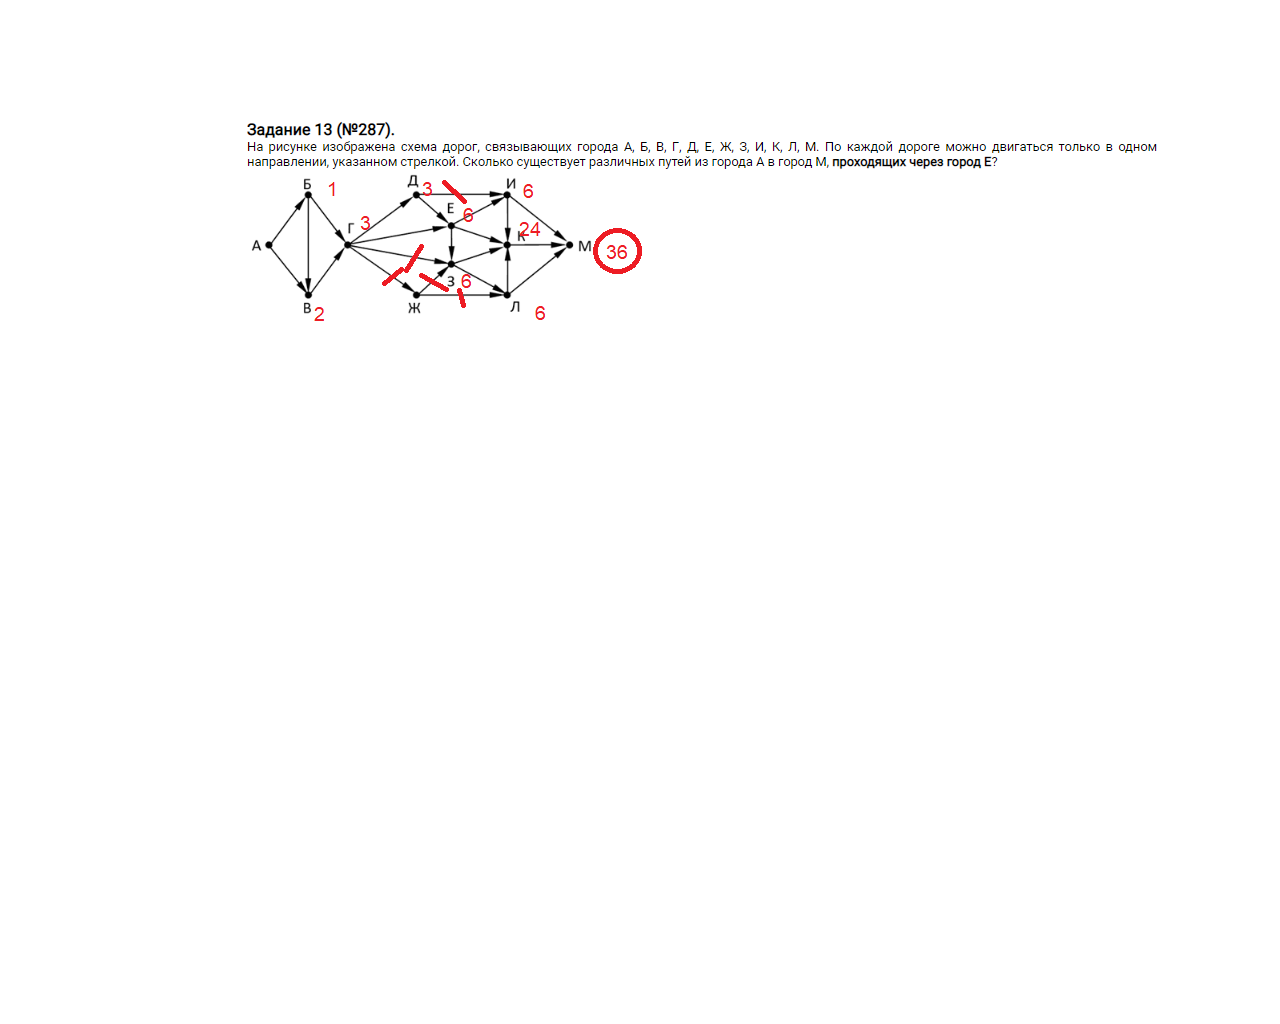 Задание 13 (№287).
На рисунке изображена схема дорог, связывающих города А, Б, В, Г, Д, Е, Ж, З, И, К, Л, М. По каждой дороге можно двигаться только в одном
направлении, указанном стрелкой. Сколько существует различных путей из города А в город М, проходящих через город Е?
Б 1 Д 3 И 6
Г 3 Е 6
А К 24 М 36
З 6
В 2 Ж Л 6